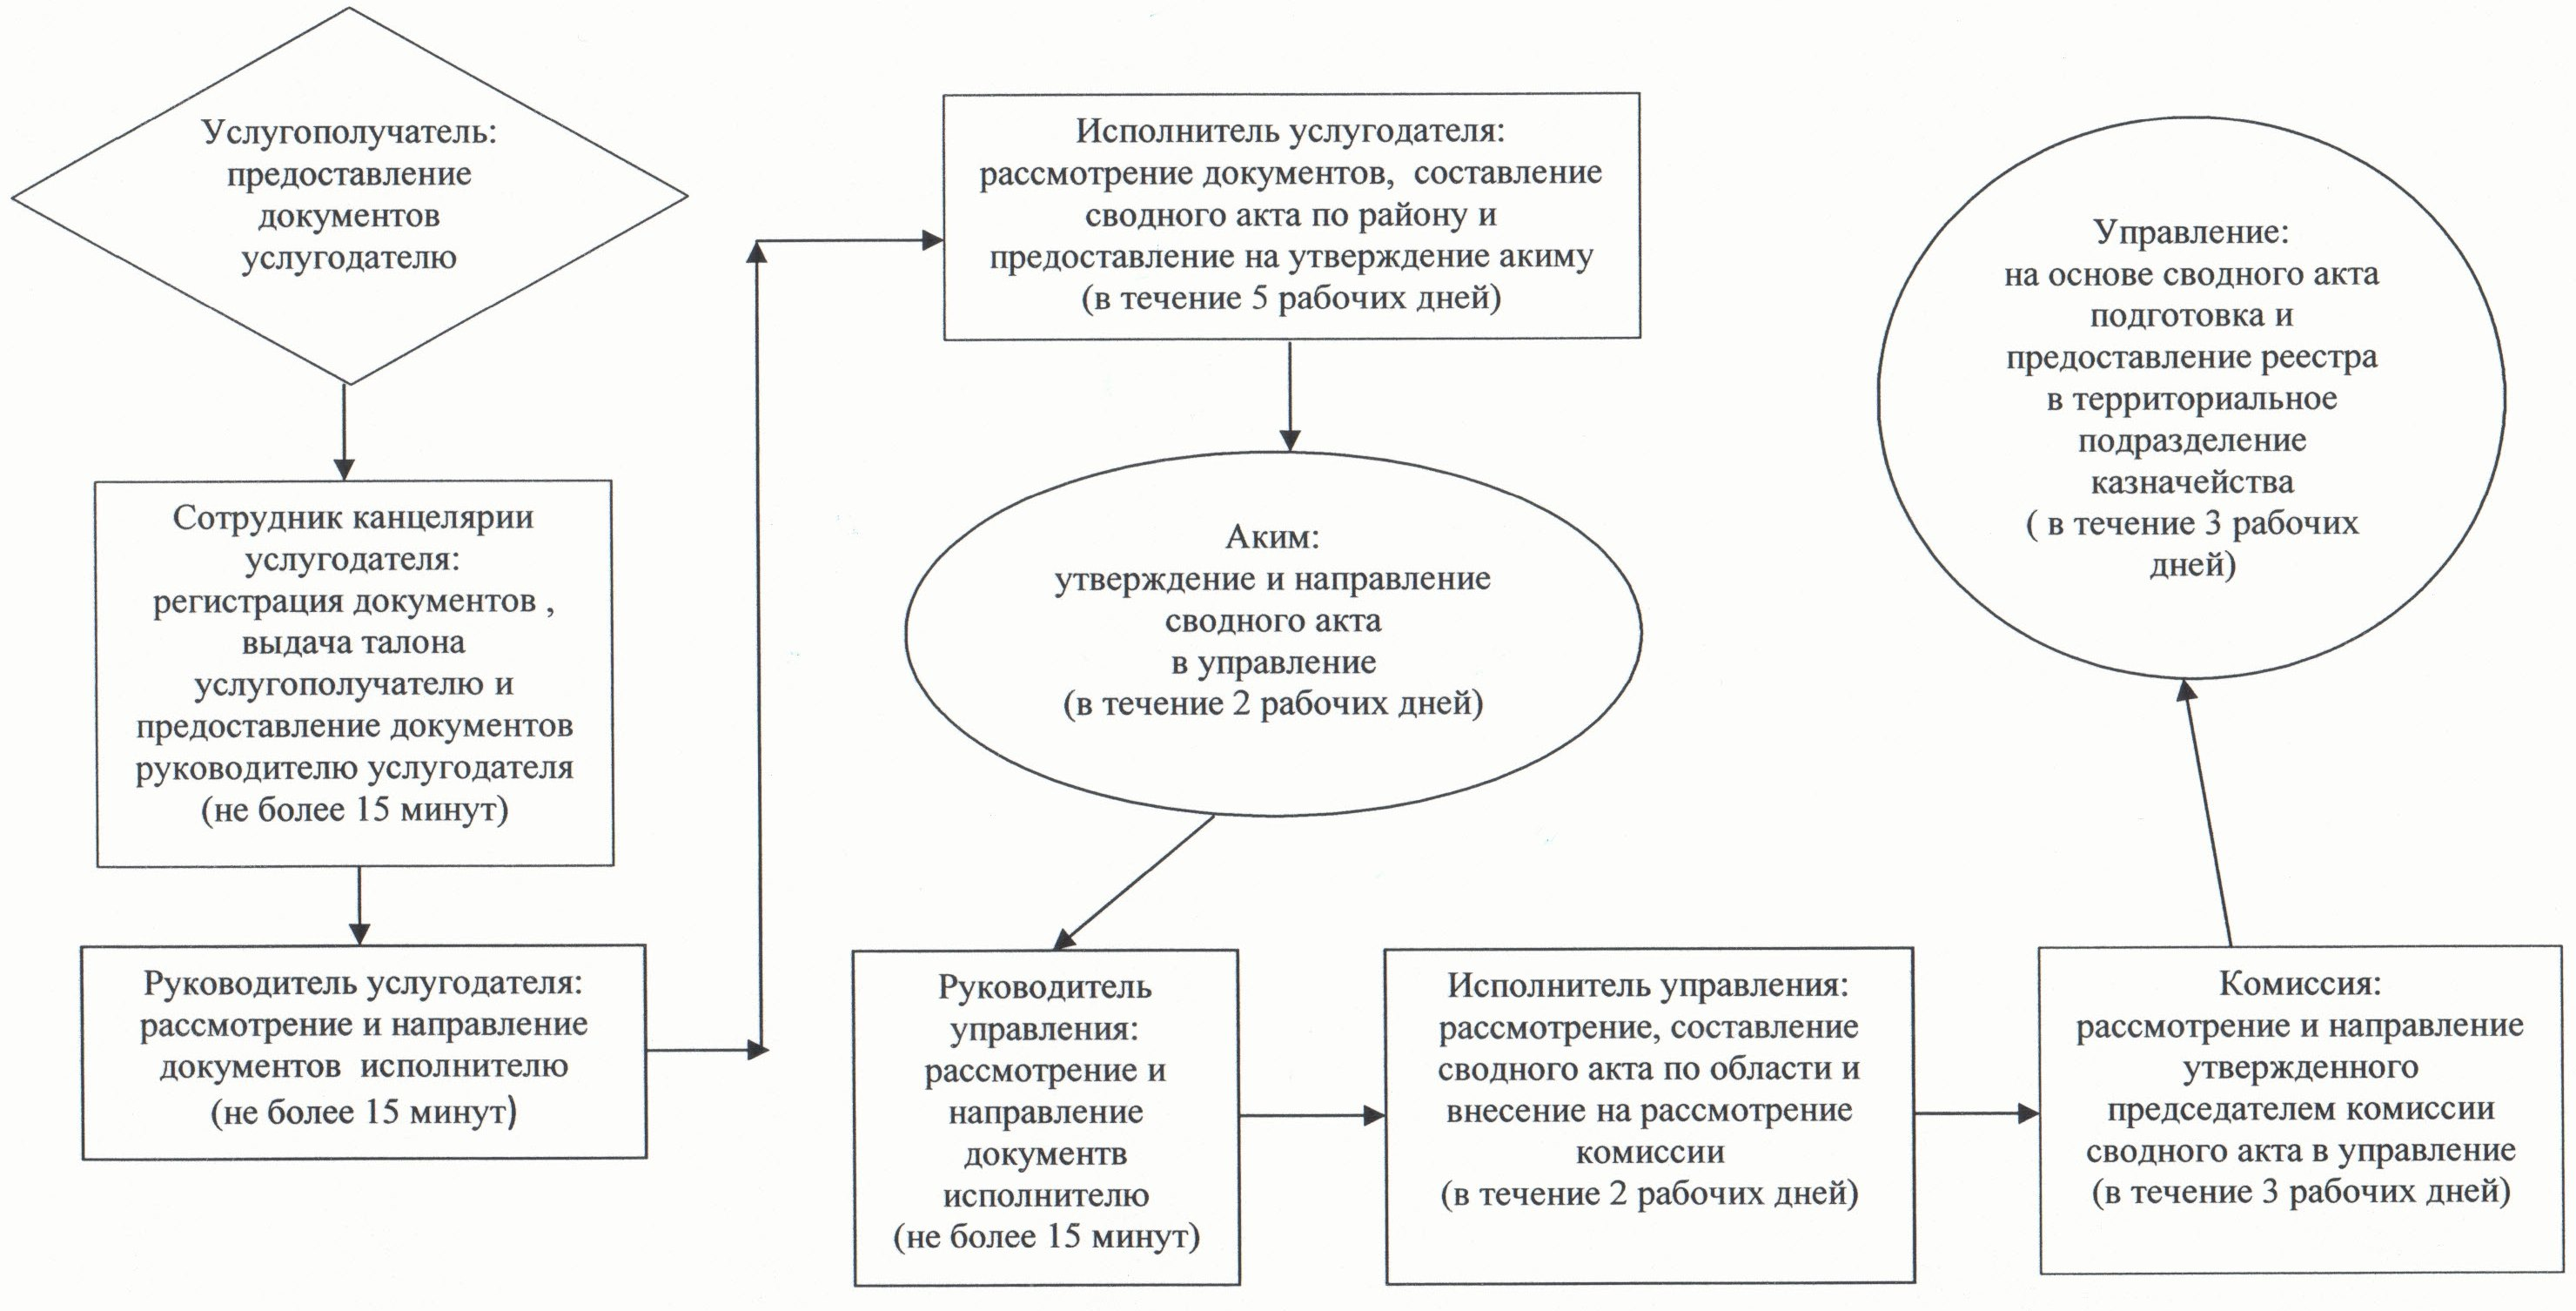 Услугополучатель:
предоставление
документов
услугодателю
Сотрудник канцелярии
услугодателя:
регистрация документов ,
выдача талона
услугополучателю и
предоставление документов
руководителю услугодателя
(не более 15 минут)
Руководитель услугодателя:
рассмотрение и направление
документов исполнителю
(не более 15 минут)
Исполнитель услугодателя:
рассмотрение документов, составление
сводного акта по району и
предоставление на утверждение акиму
(в течение 5 рабочих дней)
Аким:
утверждение и направление
сводного акта
в управление
(в течение 2 рабочих дней)
Руководитель
управления:
рассмотрение и
направление
документв
исполнителю
(не более 15 минут)
Исполнитель управления:
рассмотрение, составление
сводного акта по области и
внесение на рассмотрение
комиссии
(в течение 2 рабочих дней)
Комиссия:
рассмотрение и направление
утвержденного
председателем комиссии
сводного акта в управление
(в течение 3 рабочих дней)
Управление:
на основе сводного акта
подготовка и
предоставление реестра
в территориальное
подразделение
казначейства
( в течение 3 рабочих
дней)